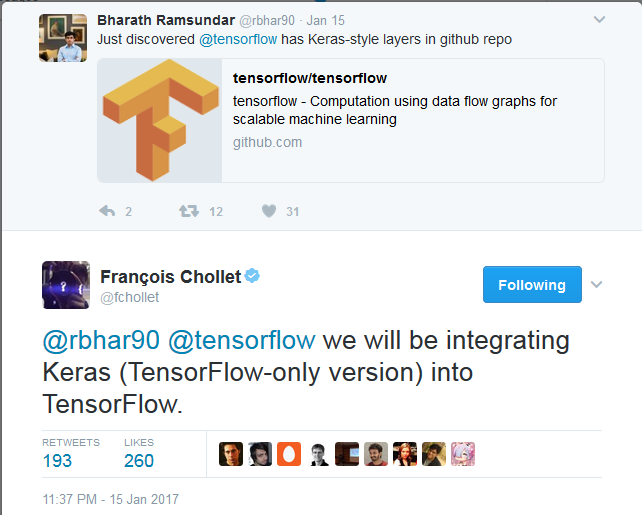 Bharath Ramsundar @rbhar90 · Jan 15
Just discovered @tensorflow has Keras-style layers in github repo
tensorflow/tensorflow
tensorflow - Computation using data flow graphs for
scalable machine learning
github.com
2 12 31
François Chollet
@fchollet
Following
@rbhar90 @tensorflow we will be integrating
Keras (TensorFlow-only version) into
TensorFlow.
RETWEETS LIKES
193 260
11:37 PM - 15 Jan 2017